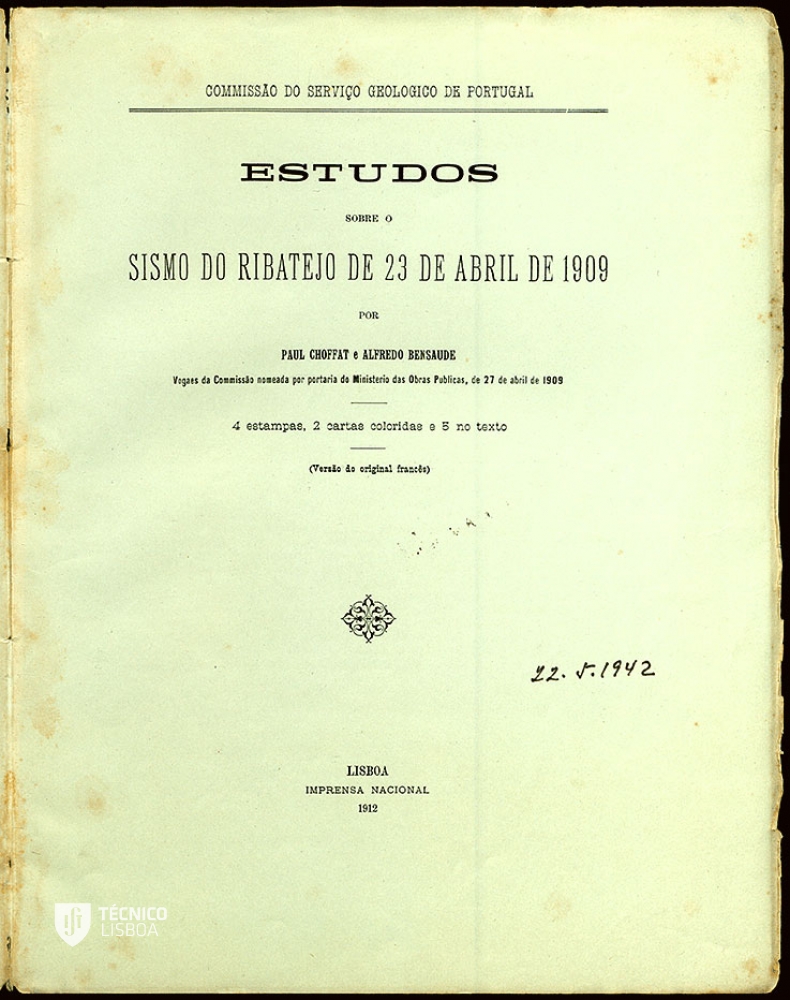 COMMISSÃO DO SERVIÇO GEOLOGICO DE PORTUGAL
ESTUDOS
SOBRE O
SISMO DO RIBATEJO DE 23 DE ABRIL DE 1909
POR
PAUL CHOFFAT e ALFREDO BENSAUDE
Vogaes da Commissão nomeada por portaria do Ministerio das Obras Publicas, de 27 de abril de 1909
4 estampas, 2 cartas coloridas e 5 no texto
(Versão do original francês)
22.5.1942
LISBOA
IMPRENSA NACIONAL
1912
TÉCNICO
LISBOA